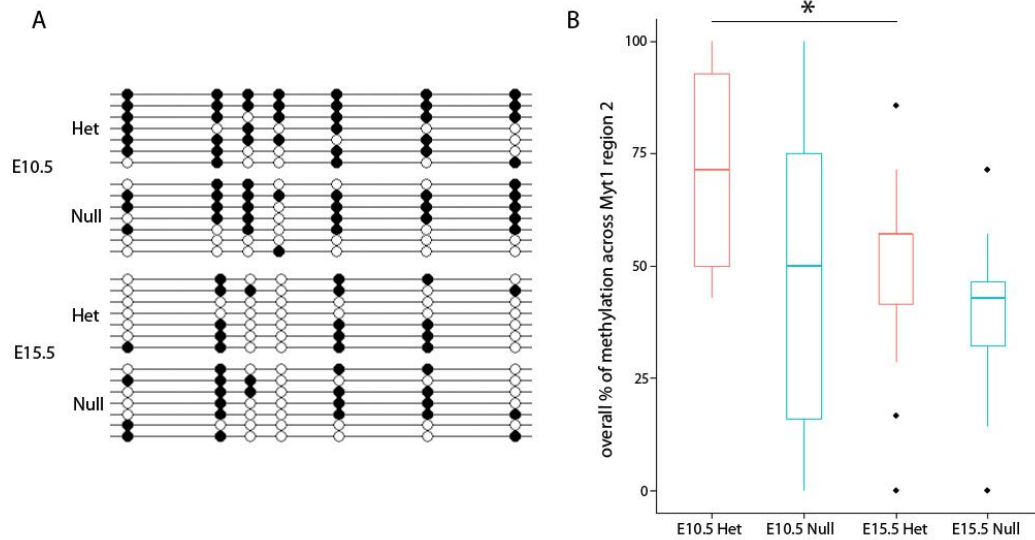 A
Het
E10.5
Null
Het
E15.5
Null
B
*
overall % of methylation across Myt1 region 2
100
75
50
25
0
E10.5 Het
E10.5 Null
E15.5 Het
E15.5 Null